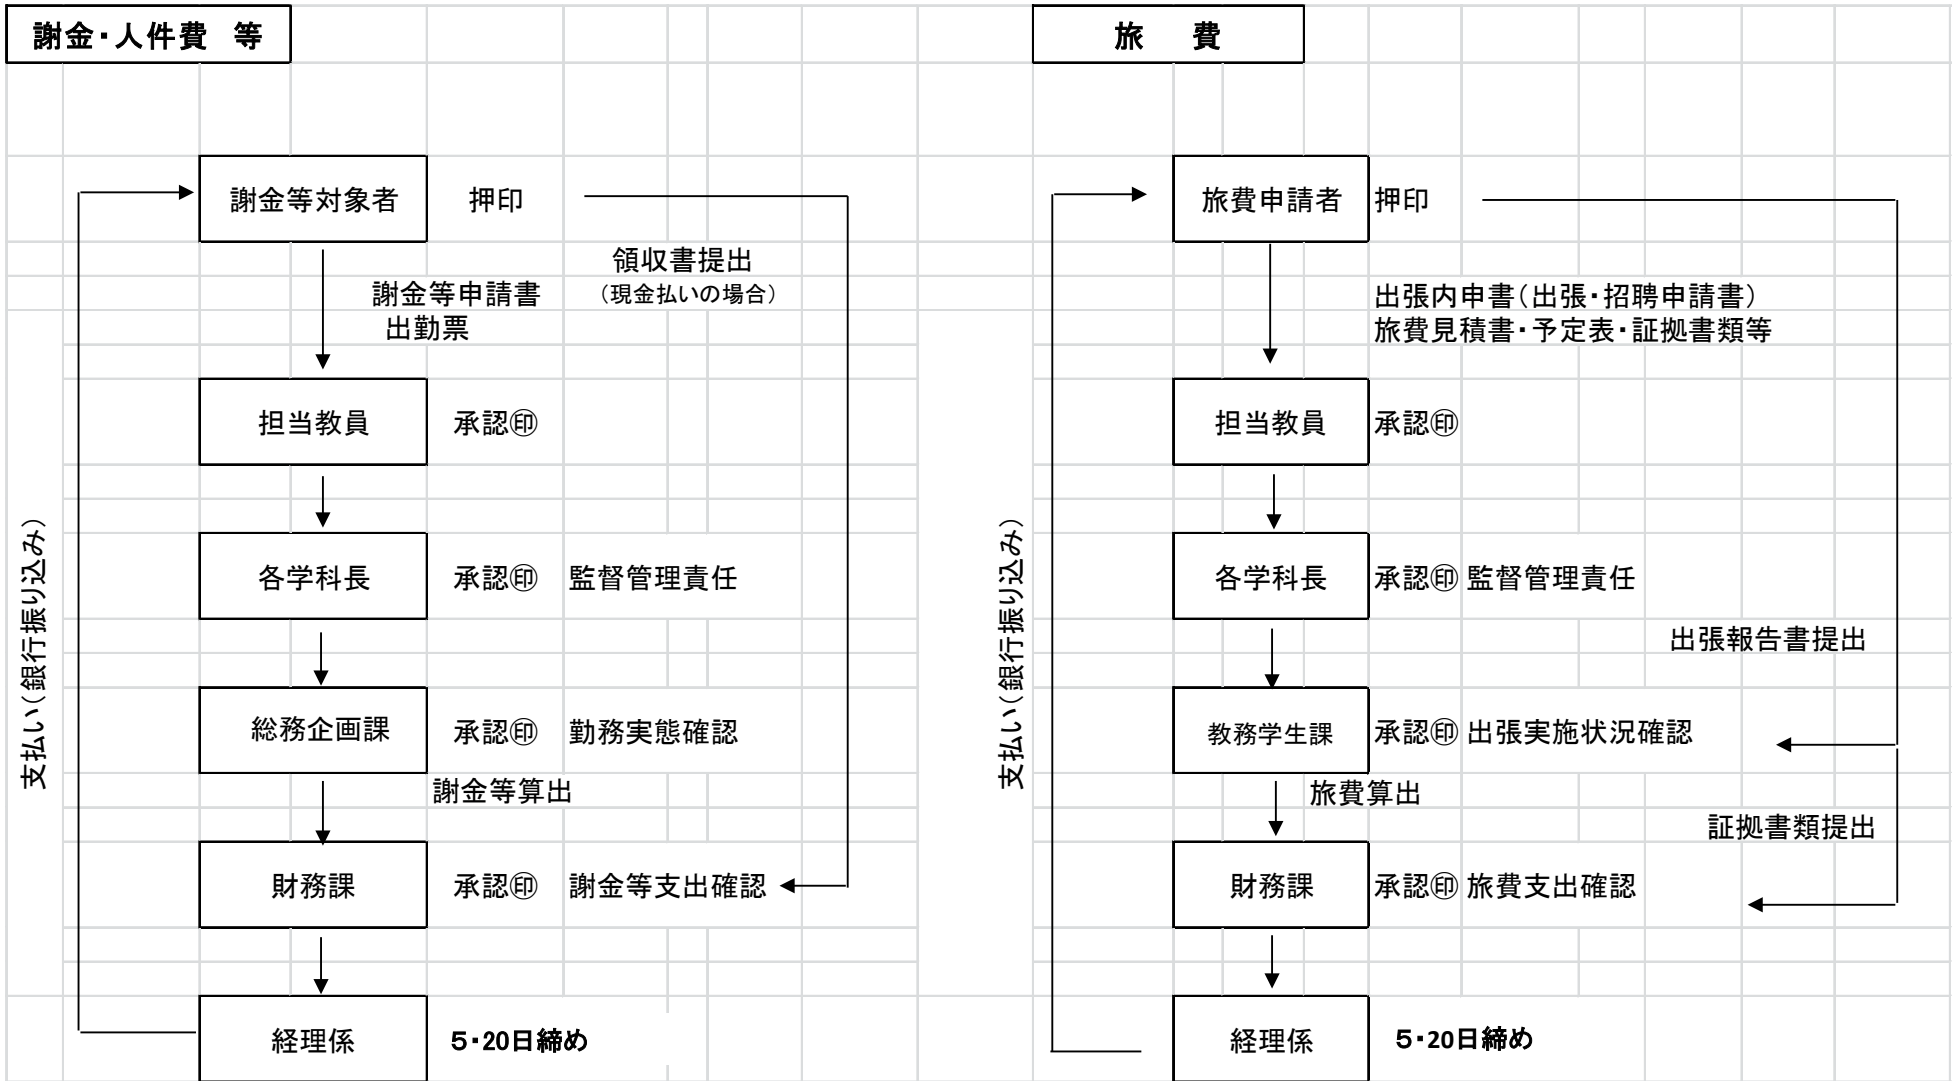 謝金・人件費　等
謝金等対象者
押印
領収書提出
（現金払いの場合）
謝金等申請書
出勤票
担当教員
承認㊞
各学科長
承認㊞
監督管理責任
総務企画課
承認㊞
勤務実態確認
謝金等算出
財務課
承認㊞
謝金等支出確認
経理係
５・20日締め
支払い（銀行振り込み）
旅　費
旅費申請者
押印
出張内申書（出張・招聘申請書）
旅費見積書・予定表・証拠書類等
担当教員
承認㊞
各学科長
承認㊞ 監督管理責任
出張報告書提出
教務学生課
承認㊞ 出張実施状況確認
旅費算出
証拠書類提出
財務課
承認㊞ 旅費支出確認
経理係
５・20日締め
支払い（銀行振り込み）